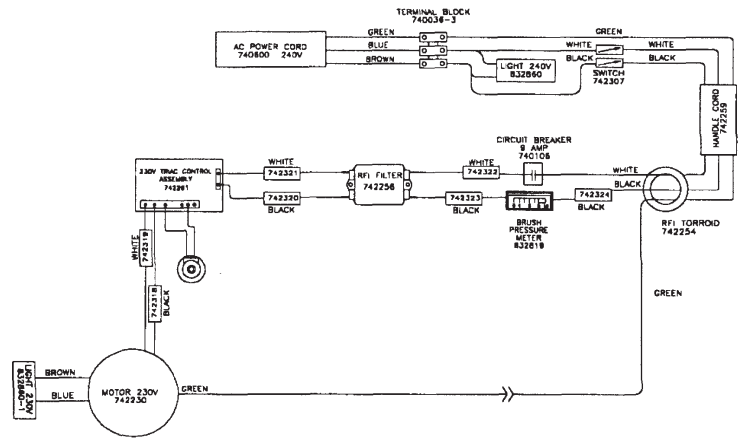 TERMINAL BLOCK
740036-3
GREEN
GREEN
AC POWER CORD
740600 240V
BLUE
WHITE
WHITE
BROWN
LIGHT 240V
832860
BLACK
BLACK
SWITCH
742307
HANDLE CORD
742259
CIRCUIT BREAKER
9 AMP
740106
230V TRIAC CONTROL
ASSEMBLY
742261
WHITE
742321
RFI FILTER
742256
WHITE
742322
WHITE
742320
BLACK
742323
BLACK
BLACK
742324
BLACK
BRUSH
PRESSURE
METER
832819
RFI TORROID
742254
WHITE
742319
742318
BLACK
GREEN
LIGHT 230V
832860-1
BROWN
BLUE
MOTOR 230V
742230
GREEN